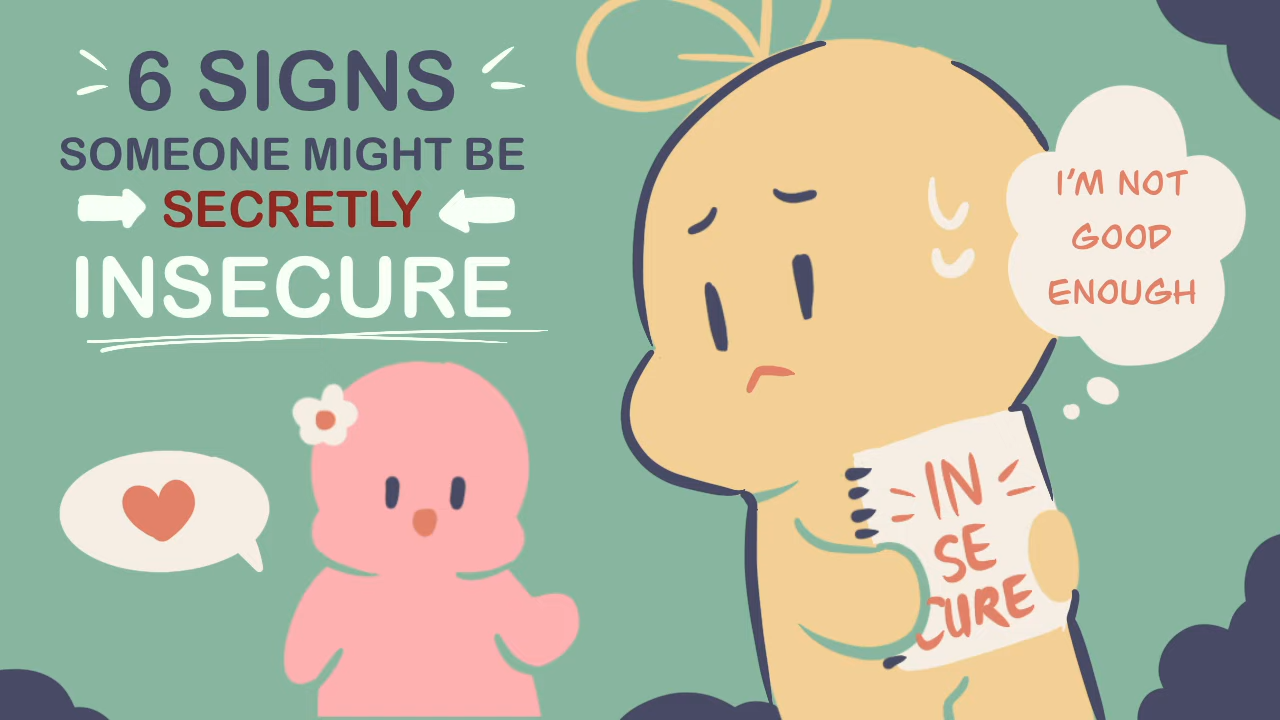 6 SIGNS
SOMEONE MIGHT BE
SECRETLY
INSECURE
I'M NOT
GOOD
ENOUGH
IN
SE
CURE